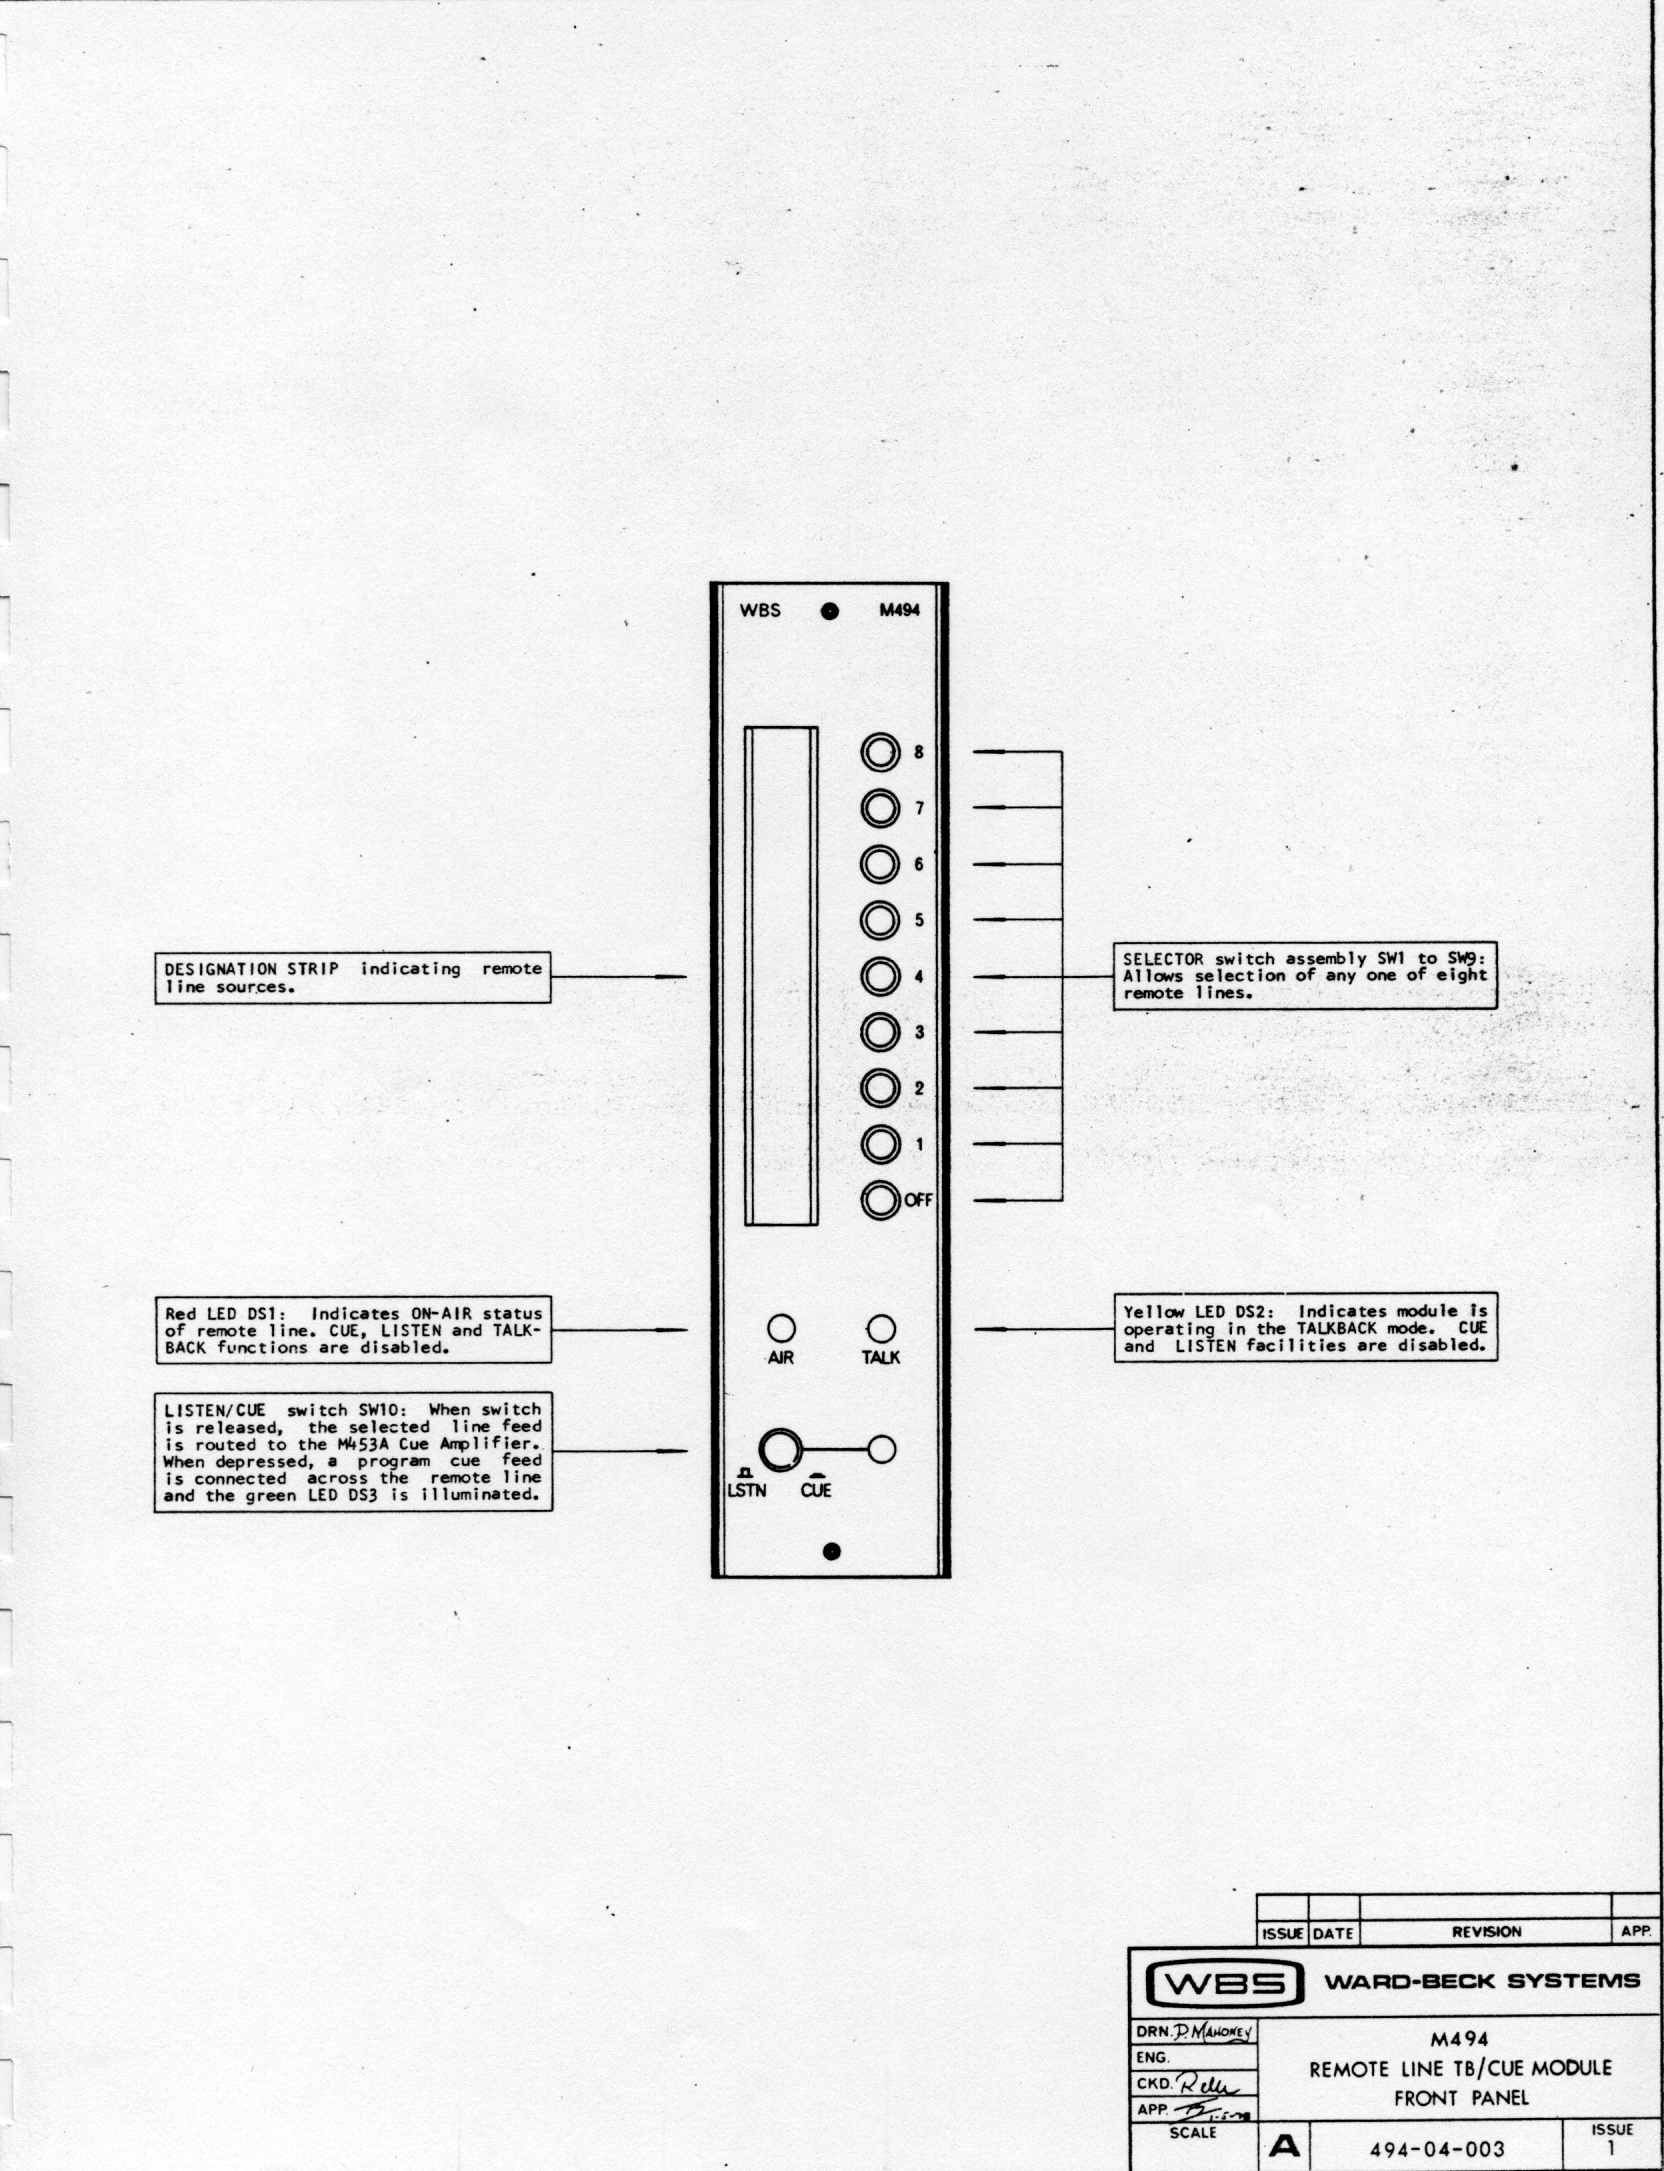 WBS M494
8
7
6
5
4
3
2
1
OFF
DESIGNATION STRIP indicating remote
line sources.
SELECTOR switch assembly SW1 to SW9:
Allows selection of any one of eight
remote lines.
Red LED DS1: Indicates ON-AIR status
of remote line. CUE, LISTEN and TALK-
BACK functions are disabled.
AIR TALK
Yellow LED DS2: Indicates module is
operating in the TALKBACK mode. CUE
and LISTEN facilities are disabled.
LISTEN/CUE switch SW10: When switch
is released, the selected line feed
is routed to the M453A Cue Amplifier.
When depressed, a program cue feed
is connected across the remote line
and the green LED DS3 is illuminated.
LSTN CUE
ISSUE DATE REVISION APP.
WBS WARD-BECK SYSTEMS
DRN. P. MAHONEY
ENG.
CKD.
APP.
SCALE
M494
REMOTE LINE TB/CUE MODULE
FRONT PANEL
A
494-04-003
ISSUE
1